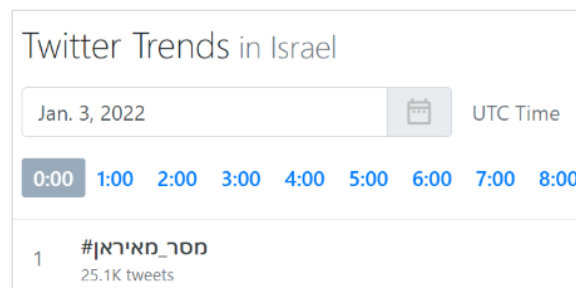 Twitter Trends in Israel
Jan. 3, 2022 UTC Time
0:00 1:00 2:00 3:00 4:00 5:00 6:00 7:00 8:00
1 #מסר_מאיראן
25.1K tweets